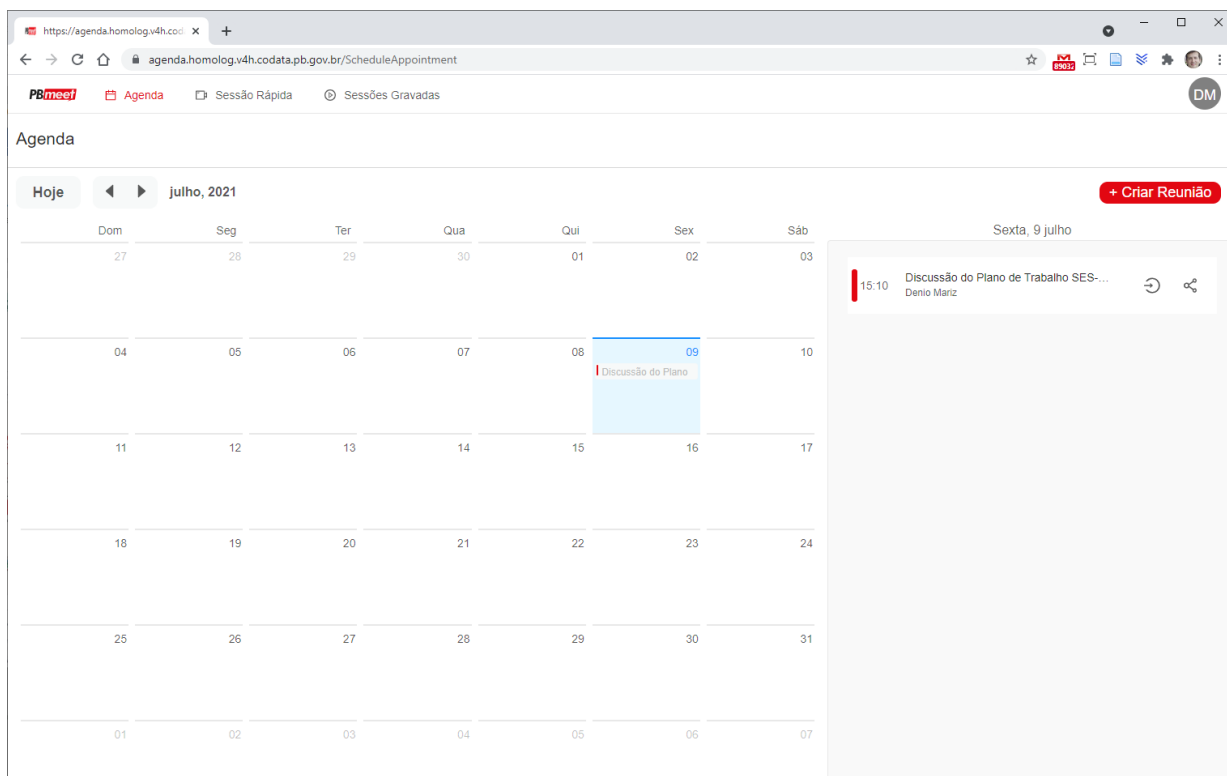 https://agenda.homolog.v4h.cod
agenda.homolog.v4h.codata.pb.gov.br/ScheduleAppointment
89032
PBmeet Agenda Sessão Rápida Sessões Gravadas DM
Agenda
Hoje julho, 2021 + Criar Reunião
Dom Seg Ter Qua Qui Sex Sáb Sexta, 9 julho
27 28 29 30 01 02 03
15:10 Discussão do Plano de Trabalho SES-...
Denio Mariz
04 05 06 07 08 09 10
Discussão do Plano
11 12 13 14 15 16 17
18 19 20 21 22 23 24
25 26 27 28 29 30 31
01 02 03 04 05 06 07